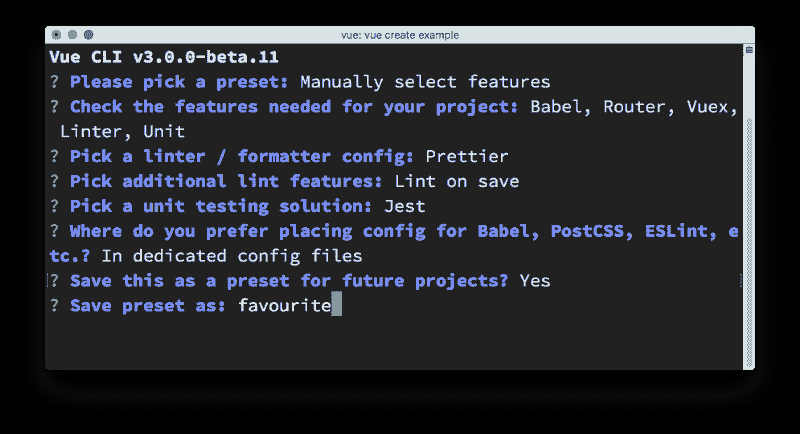 vue: vue create example
Vue CLI v3.0.0-beta.11
? Please pick a preset: Manually select features
? Check the features needed for your project: Babel, Router, Vuex,
Linter, Unit
? Pick a linter / formatter config: Prettier
? Pick additional lint features: Lint on save
? Pick a unit testing solution: Jest
? Where do you prefer placing config for Babel, PostCSS, ESLint, e
tc.? In dedicated config files
? Save this as a preset for future projects? Yes
? Save preset as: favourite